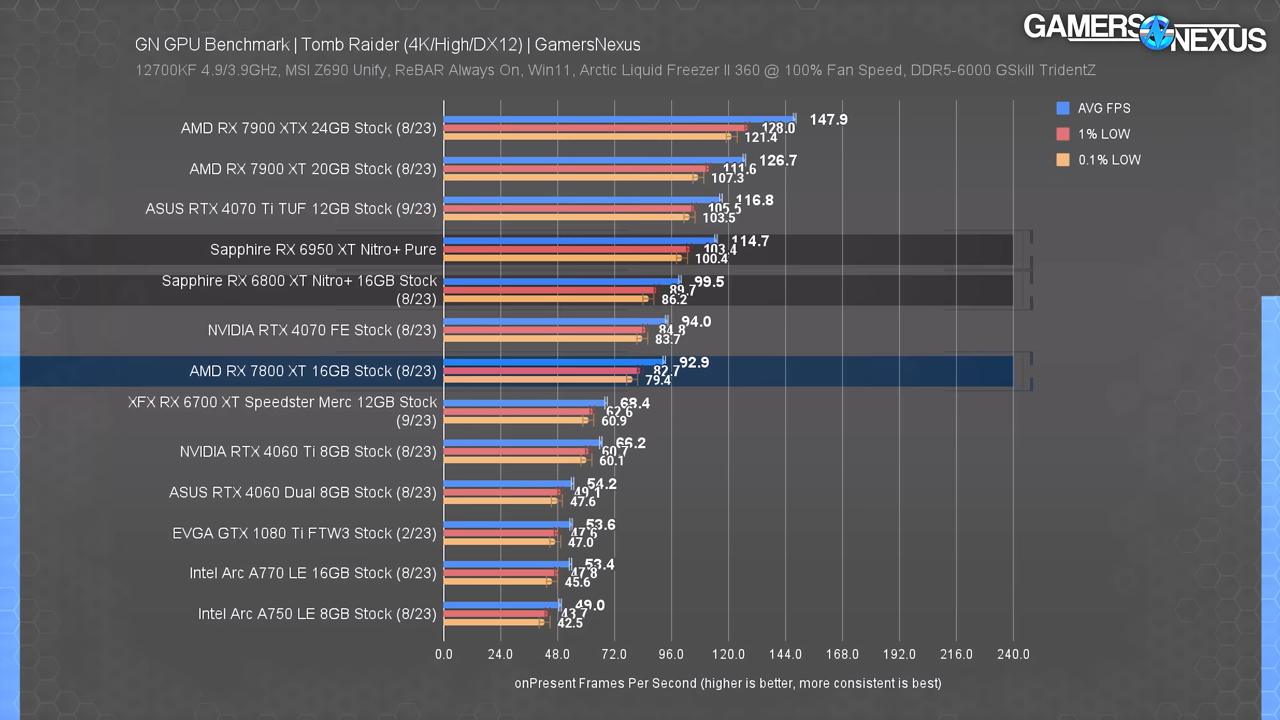 GAMERS NEXUS
GN GPU Benchmark | Tomb Raider (4K/High/DX12) | GamersNexus
12700KF 4.9/3.9GHz, MSI Z690 Unify, ReBAR Always On, Win11, Arctic Liquid Freezer II 360 @ 100% Fan Speed, DDR5-6000 GSkill TridentZ
AVG FPS
1% LOW
0.1% LOW
AMD RX 7900 XTX 24GB Stock (8/23)
147.9
128.0
121.4
AMD RX 7900 XT 20GB Stock (8/23)
126.7
111.6
107.3
ASUS RTX 4070 Ti TUF 12GB Stock (9/23)
116.8
105.5
103.5
Sapphire RX 6950 XT Nitro+ Pure
114.7
103.4
100.4
Sapphire RX 6800 XT Nitro+ 16GB Stock
(8/23)
99.5
89.7
86.2
NVIDIA RTX 4070 FE Stock (8/23)
94.0
84.8
83.7
AMD RX 7800 XT 16GB Stock (8/23)
92.9
82.7
79.4
XFX RX 6700 XT Speedster Merc 12GB Stock
(9/23)
68.4
62.6
60.9
NVIDIA RTX 4060 Ti 8GB Stock (8/23)
66.2
60.7
60.1
ASUS RTX 4060 Dual 8GB Stock (8/23)
54.2
49.1
47.6
EVGA GTX 1080 Ti FTW3 Stock (2/23)
53.6
47.6
47.0
Intel Arc A770 LE 16GB Stock (8/23)
53.4
47.8
45.6
Intel Arc A750 LE 8GB Stock (8/23)
49.0
43.7
42.5
0.0 24.0 48.0 72.0 96.0 120.0 144.0 168.0 192.0 216.0 240.0
onPresent Frames Per Second (higher is better, more consistent is best)